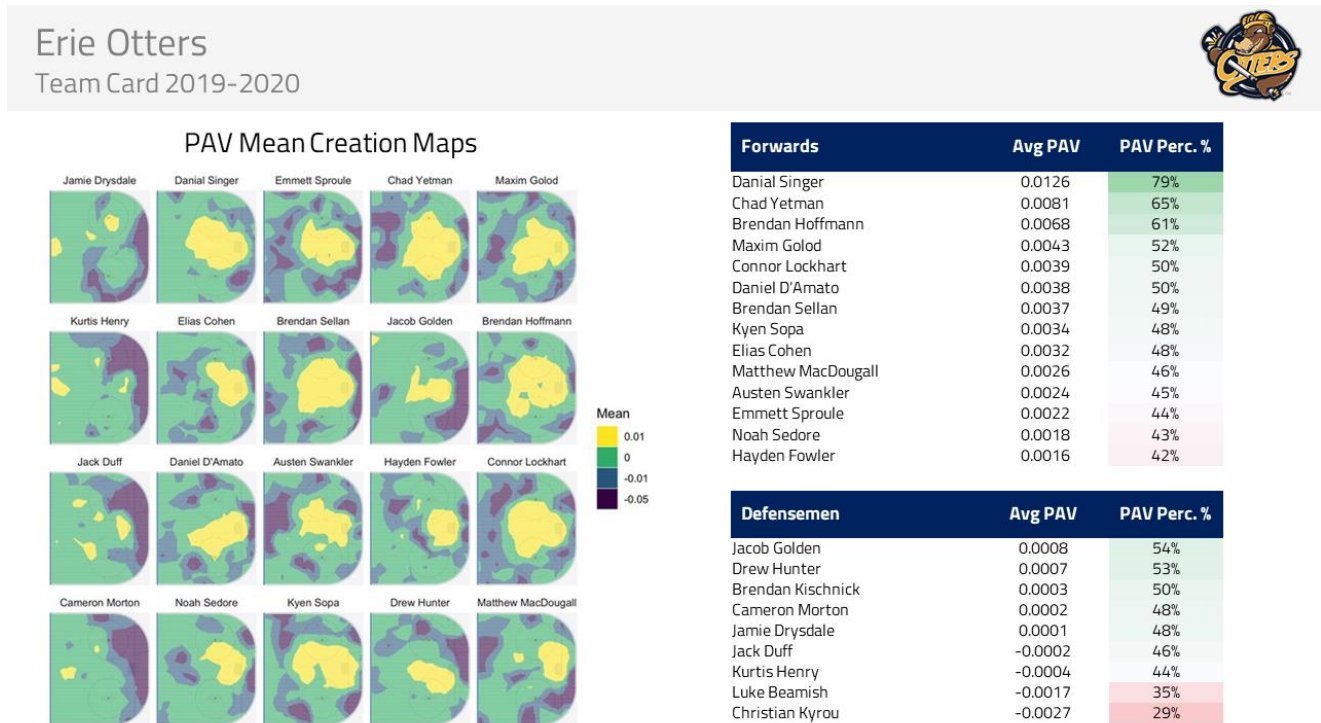 Erie Otters
Team Card 2019-2020
OTTERS
PAV Mean Creation Maps
Jamie Drysdale Danial Singer Emmett Sproule Chad Yetman Maxim Golod
Kurtis Henry Elias Cohen Brendan Sellan Jacob Golden Brendan Hoffmann
Jack Duff Daniel D'Amato Austen Swankler Hayden Fowler Connor Lockhart
Cameron Morton Noah Sedore Kyen Sopa Drew Hunter Matthew MacDougall
Mean
0.01
0
-0.01
-0.05
Forwards Avg PAV PAV Perc. %
Danial Singer 0.0126 79%
Chad Yetman 0.0081 65%
Brendan Hoffmann 0.0068 61%
Maxim Golod 0.0043 52%
Connor Lockhart 0.0039 50%
Daniel D'Amato 0.0038 50%
Brendan Sellan 0.0037 49%
Kyen Sopa 0.0034 48%
Elias Cohen 0.0032 48%
Matthew MacDougall 0.0026 46%
Austen Swankler 0.0024 45%
Emmett Sproule 0.0022 44%
Noah Sedore 0.0018 43%
Hayden Fowler 0.0016 42%
Defensemen Avg PAV PAV Perc. %
Jacob Golden 0.0008 54%
Drew Hunter 0.0007 53%
Brendan Kischnick 0.0003 50%
Cameron Morton 0.0002 48%
Jamie Drysdale 0.0001 48%
Jack Duff -0.0002 46%
Kurtis Henry -0.0004 44%
Luke Beamish -0.0017 35%
Christian Kyrou -0.0027 29%